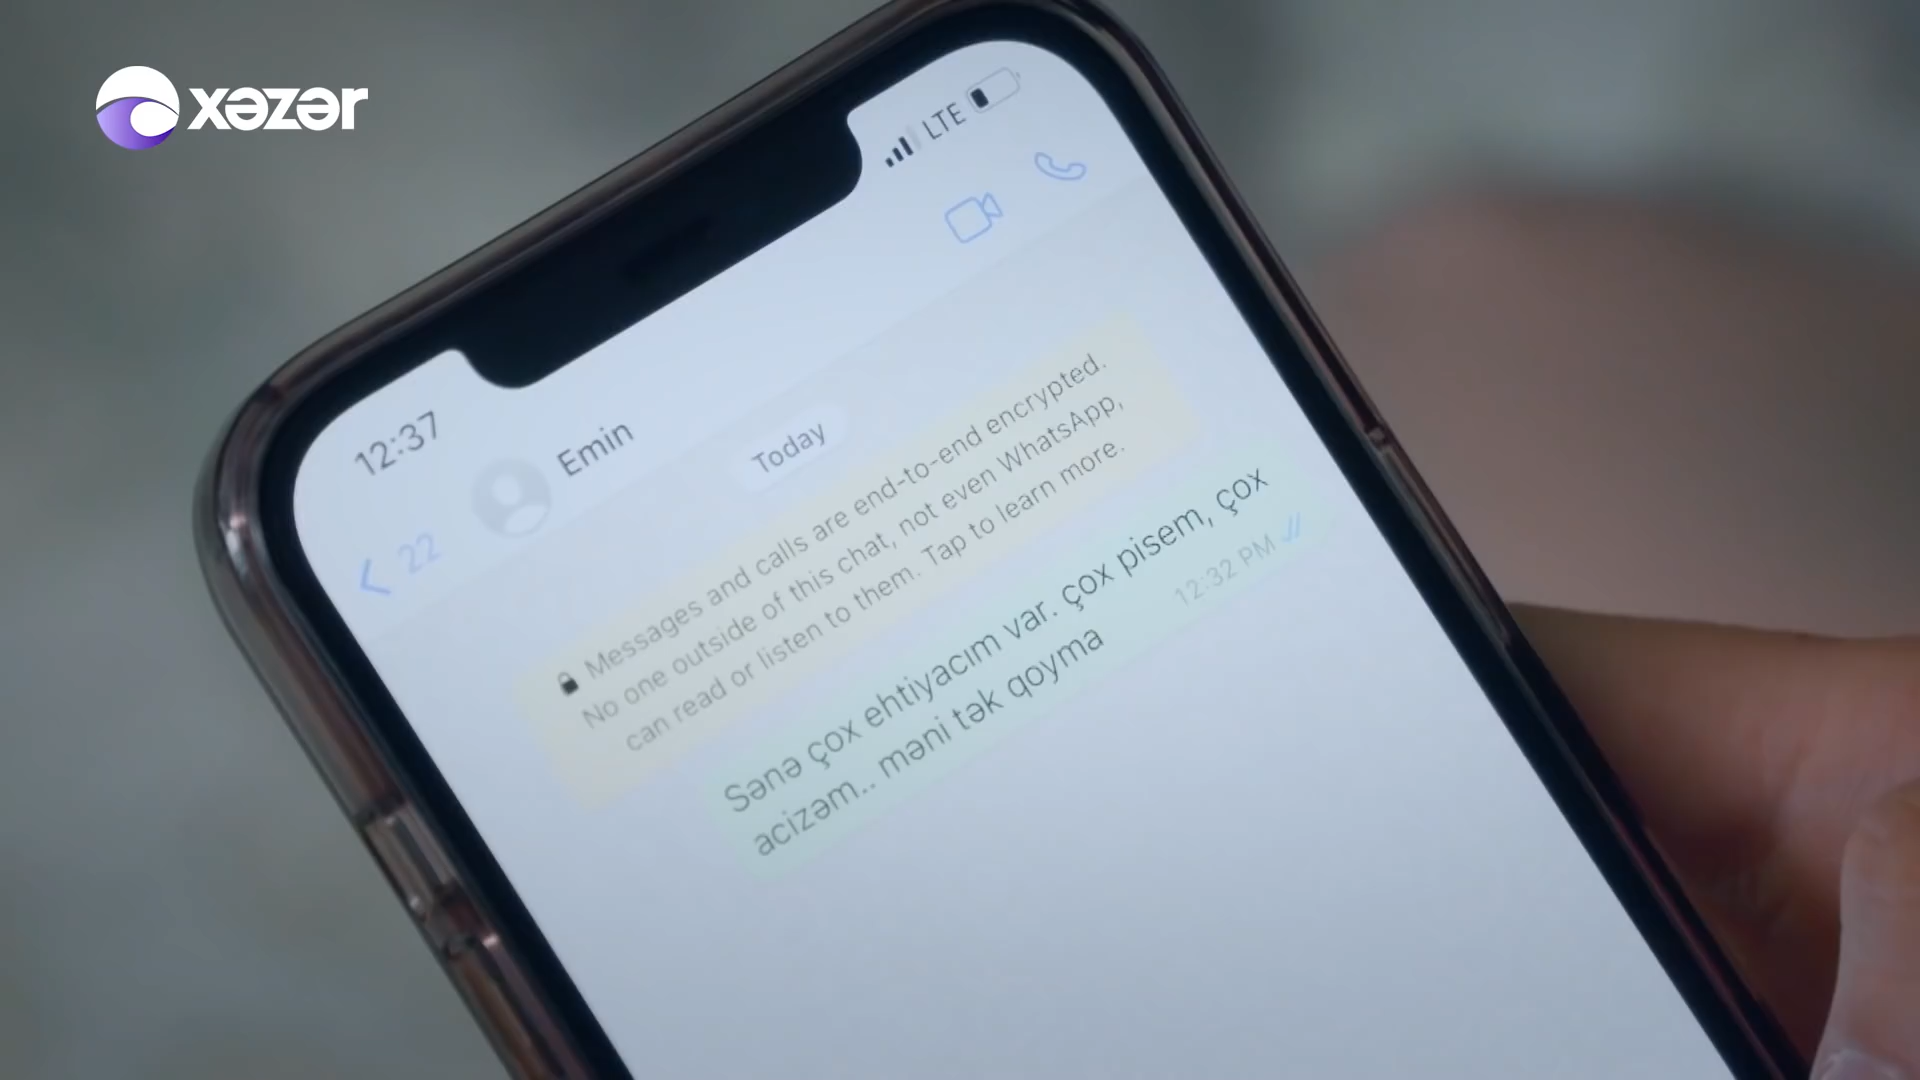 xəzər
LTE
12:37
22
Emin
Today
Messages and calls are end-to-end encrypted.
No one outside of this chat, not even WhatsApp,
can read or listen to them. Tap to learn more.
Sənə çox ehtiyacım var. çox pisem, çox
acizəm.. məni tək qoyma
12:32 PM